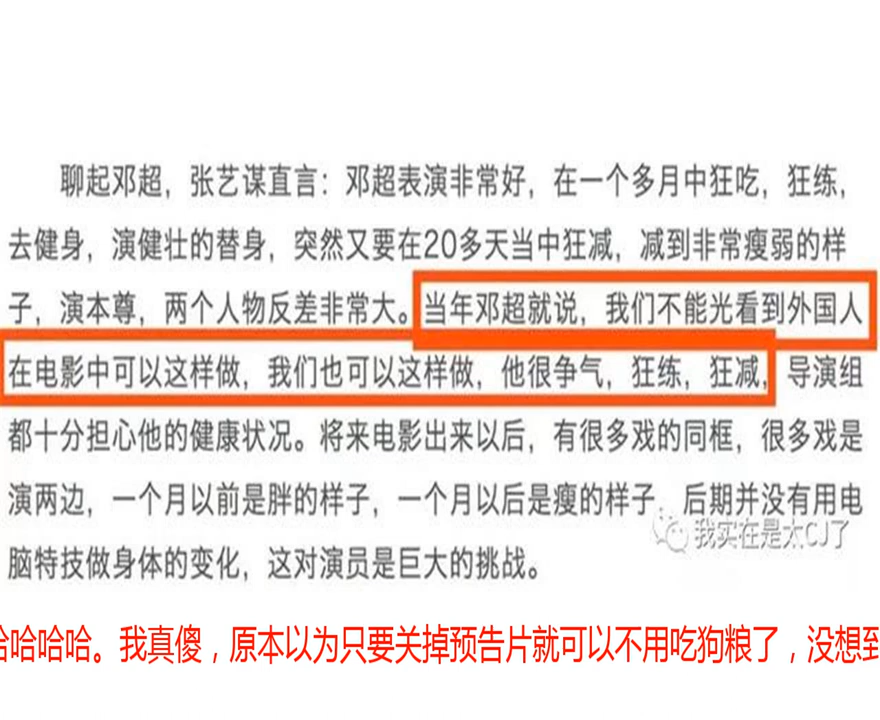 聊起邓超，张艺谋直言：邓超表演非常好，在一个多月中狂吃，狂练，
去健身，演健壮的替身，突然又要在20多天当中狂减，减到非常瘦弱的样
子，演本尊，两个人物反差非常大。当年邓超就说，我们不能光看到外国人
在电影中可以这样做，我们也可以这样做，他很争气，狂练，狂减，导演组
都十分担心他的健康状况。将来电影出来以后，有很多戏的同框，很多戏是
演两边，一个月以前是胖的样子，一个月以后是瘦的样子，后期并没有用电
脑特技做身体的变化，这对演员是巨大的挑战。
我实在是太CJ了
哈哈哈哈。我真傻，原本以为只要关掉预告片就可以不用吃狗粮了，没想到